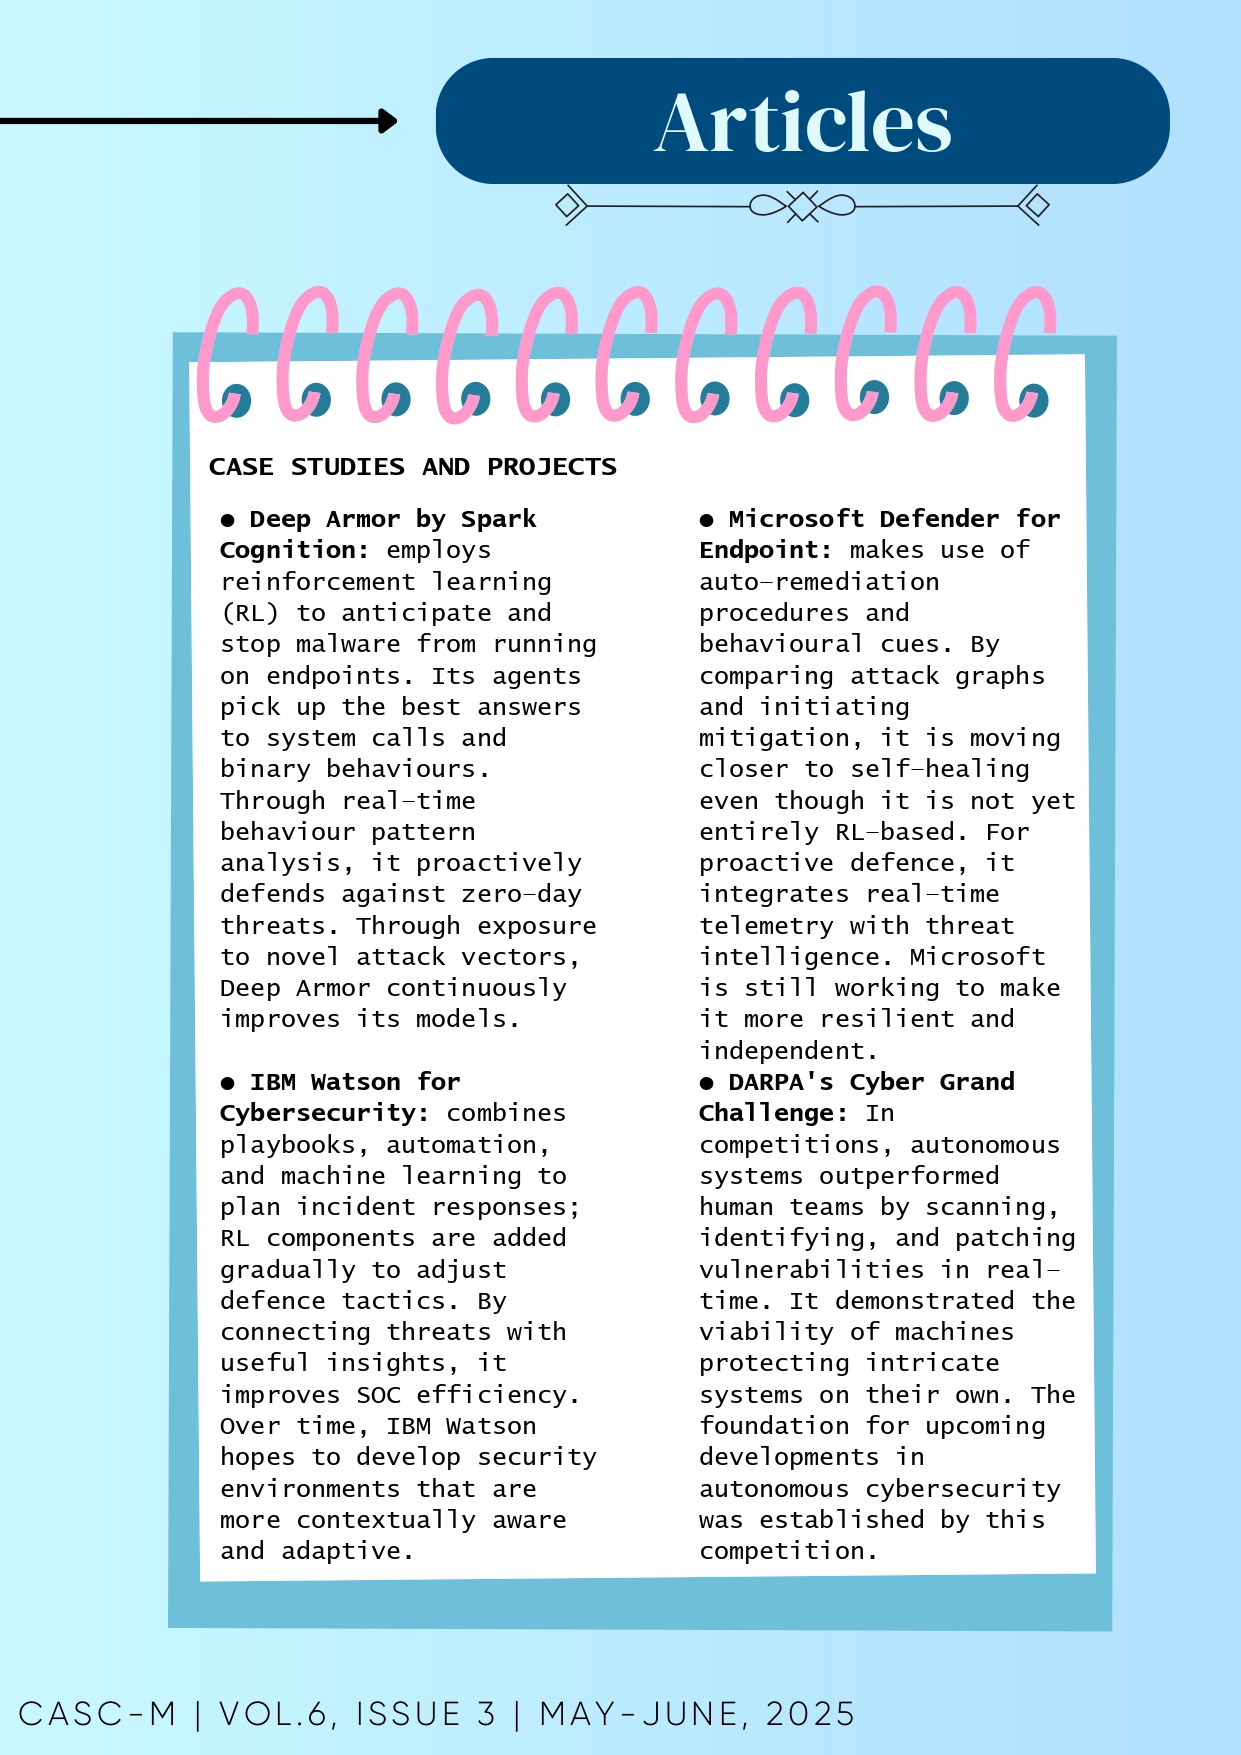 Articles
CASE STUDIES AND PROJECTS
● Deep Armor by Spark
Cognition: employs
reinforcement learning
(RL) to anticipate and
stop malware from running
on endpoints. Its agents
pick up the best answers
to system calls and
binary behaviours.
Through real-time
behaviour pattern
analysis, it proactively
defends against zero-day
threats. Through exposure
to novel attack vectors,
Deep Armor continuously
improves its models.
● IBM Watson for
Cybersecurity: combines
playbooks, automation,
and machine learning to
plan incident responses;
RL components are added
gradually to adjust
defence tactics. By
connecting threats with
useful insights, it
improves SOC efficiency.
Over time, IBM Watson
hopes to develop security
environments that are
more contextually aware
and adaptive.
● Microsoft Defender for
Endpoint: makes use of
auto-remediation
procedures and
behavioural cues. By
comparing attack graphs
and initiating
mitigation, it is moving
closer to self-healing
even though it is not yet
entirely RL-based. For
proactive defence, it
integrates real-time
telemetry with threat
intelligence. Microsoft
is still working to make
it more resilient and
independent.
● DARPA's Cyber Grand
Challenge: In
competitions, autonomous
systems outperformed
human teams by scanning,
identifying, and patching
vulnerabilities in real-
time. It demonstrated the
viability of machines
protecting intricate
systems on their own. The
foundation for upcoming
developments in
autonomous cybersecurity
was established by this
competition.
CASC-M | VOL.6, ISSUE 3 | MAY-JUNE, 2025